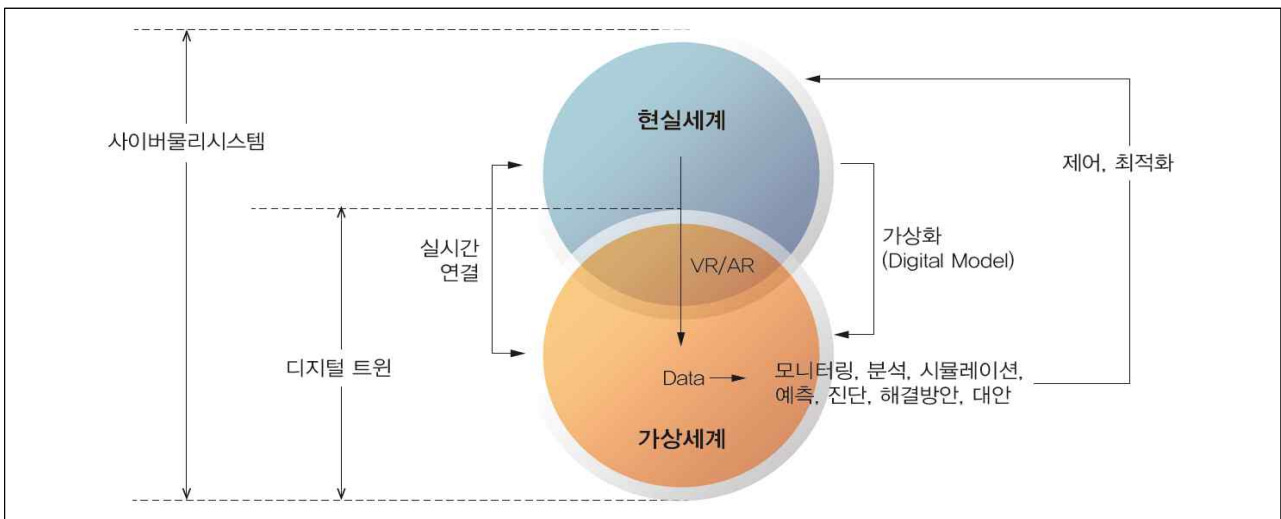 현실세계
사이버물리시스템
제어, 최적화
실시간
연결
가상화
(Digital Model)
VR/AR
디지털 트윈
Data
모니터링, 분석, 시뮬레이션,
예측, 진단, 해결방안, 대안
가상세계